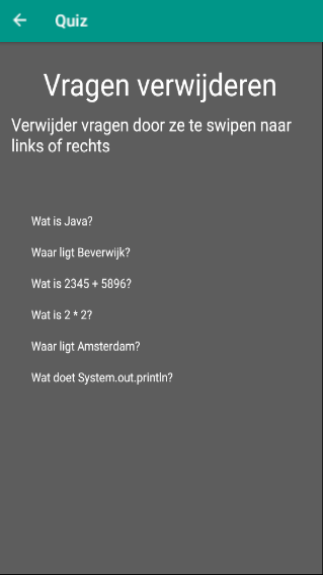 Quiz
Vragen verwijderen
Verwijder vragen door ze te swipen naar
links of rechts
Wat is Java?
Waar ligt Beverwijk?
Wat is 2345 + 5896?
Wat is 2 * 2?
Waar ligt Amsterdam?
Wat doet System.out.println?